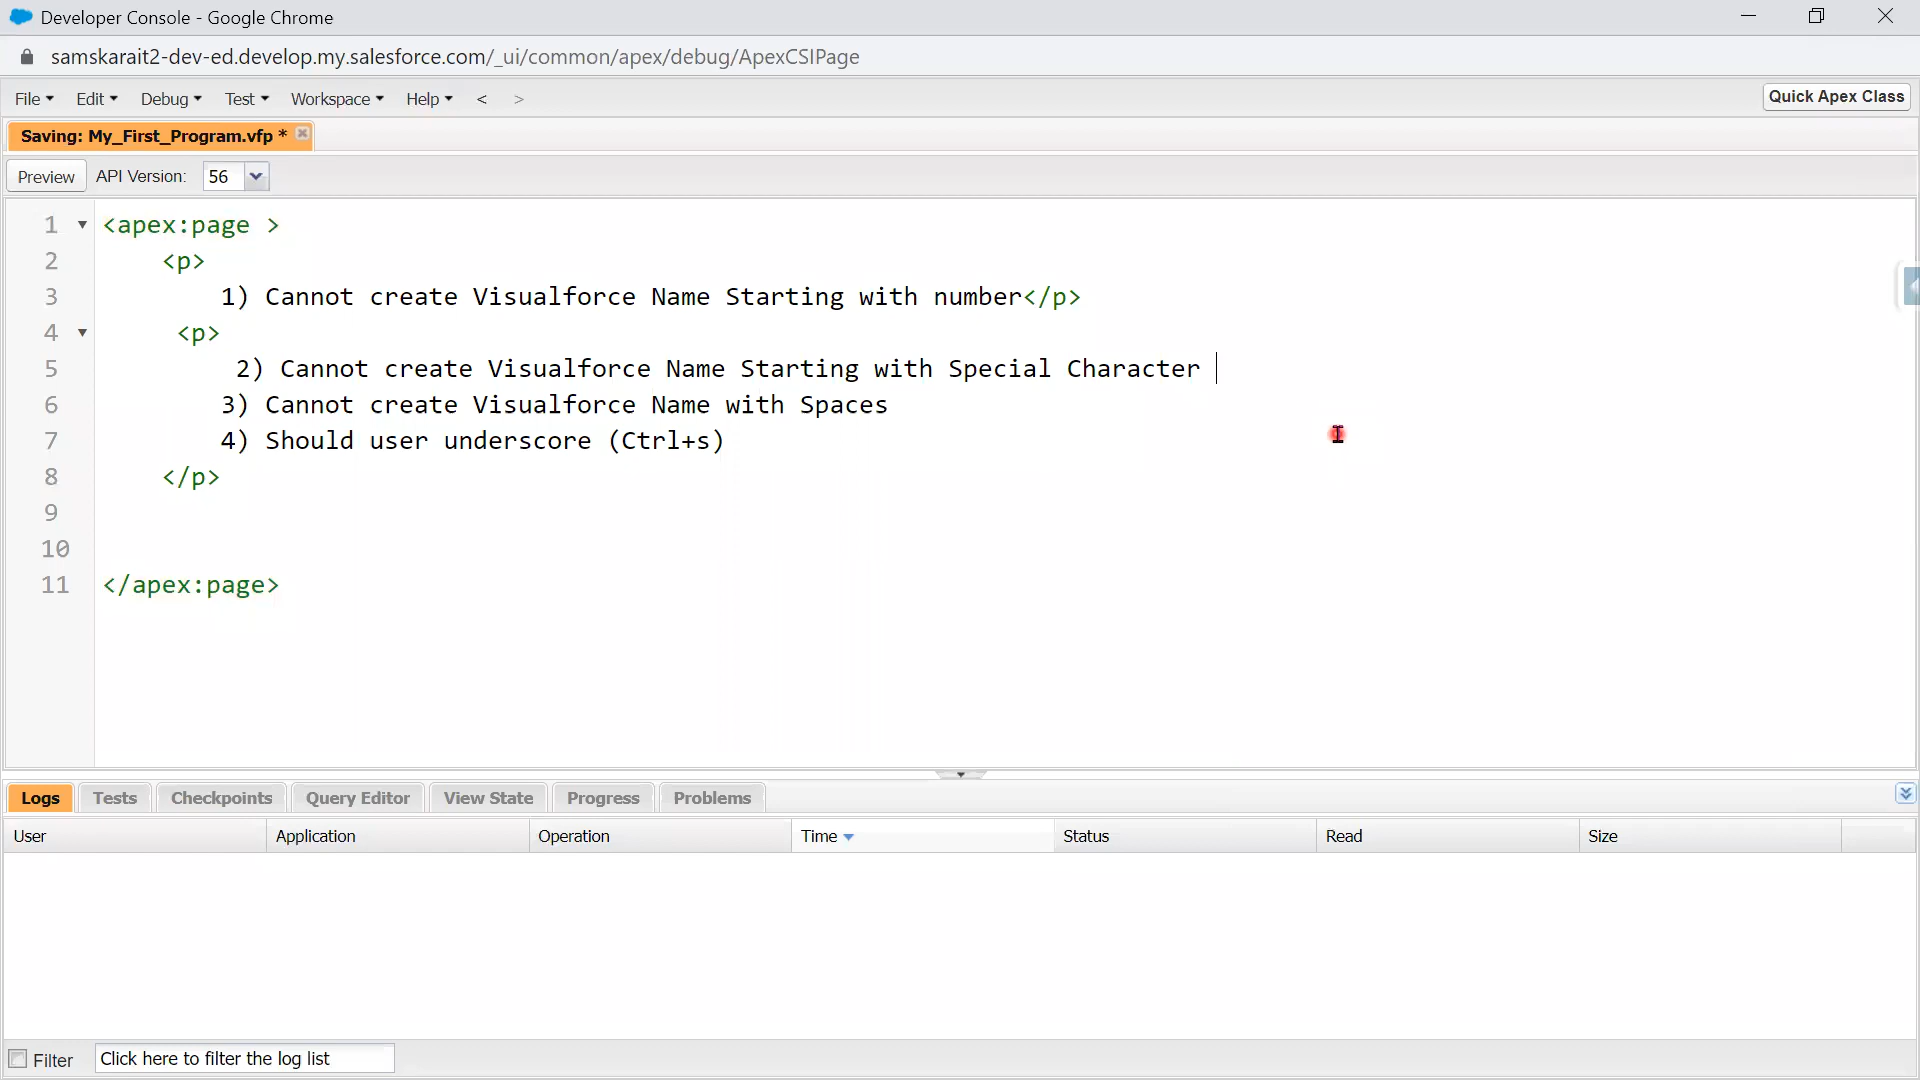 Developer Console - Google Chrome
samskarait2-dev-ed.develop.my.salesforce.com/_ui/common/apex/debug/ApexCSIPage
File Edit Debug Test Workspace Help < >
Quick Apex Class
Saving: My_First_Program.vfp *
Preview API Version: 56
1 <apex:page >
2 <p>
3 1) Cannot create Visualforce Name Starting with number</p>
4 <p>
5 2) Cannot create Visualforce Name Starting with Special Character
6 3) Cannot create Visualforce Name with Spaces
7 4) Should user underscore (Ctrl+s)
8 </p>
9
10
11 </apex:page>
Logs Tests Checkpoints Query Editor View State Progress Problems
User Application Operation Time Status Read Size
Filter Click here to filter the log list